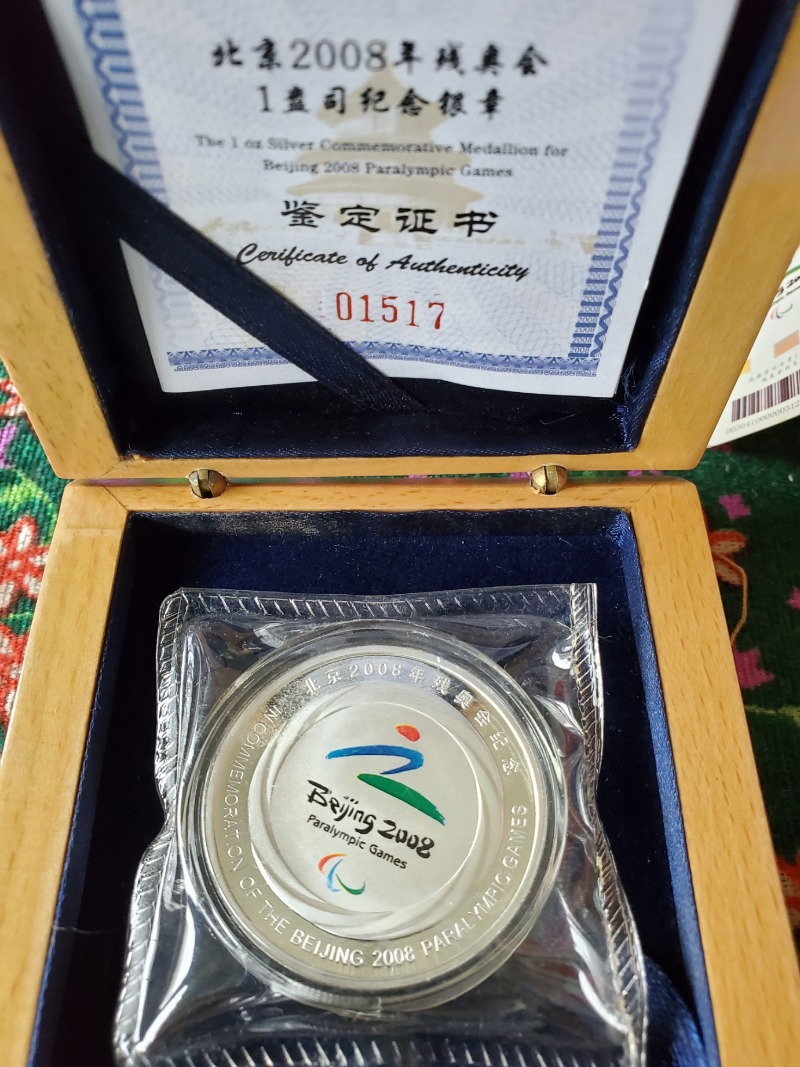 北京2008年残奥会
1盎司纪念银章
The 1 oz Silver Commemorative Medallion for
Beijing 2008 Paralympic Games
鉴定证书
Cerificate of Authenticity
01517
北京2008年残奥会纪念
Beijing 2008
Paralympic Games
IN COMMEMORATION OF THE BEIJING 2008 PARALYMPIC GAMES